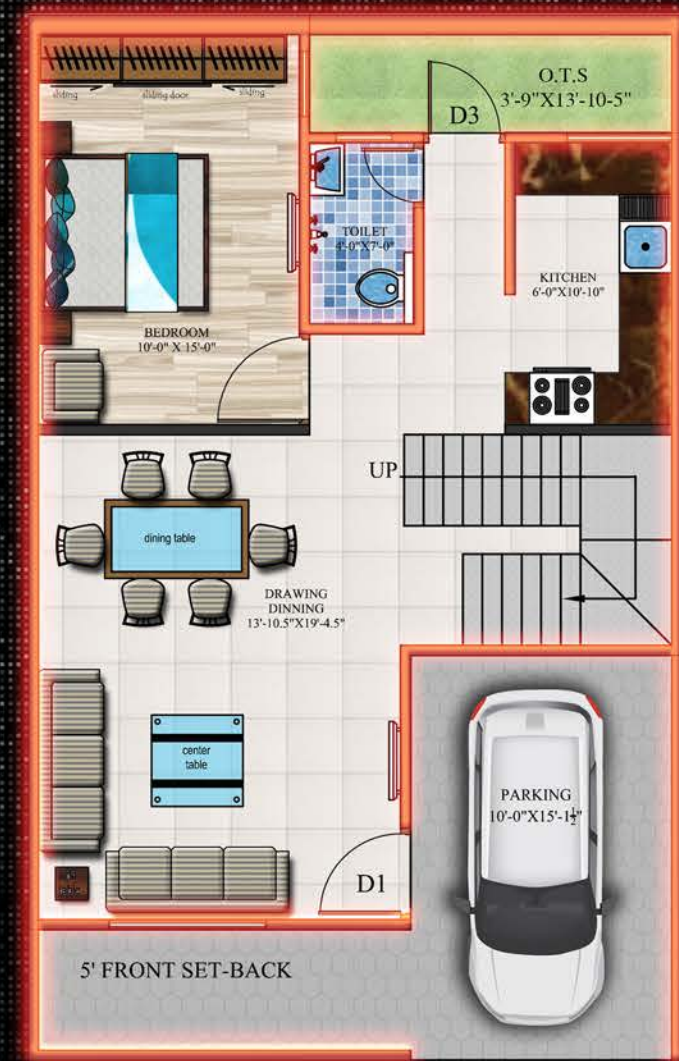 sliding
sliding door
sliding
O.T.S
3'-9"X13'-10-5"
D3
TOILET
4'-0"X7'-0"
KITCHEN
6'-0"X10'-10"
BEDROOM
10'-0" X 15'-0"
UP
dining table
DRAWING
DINNING
13'-10.5"X19'-4.5"
center
table
PARKING
10'-0"X15'-1½"
D1
5' FRONT SET-BACK